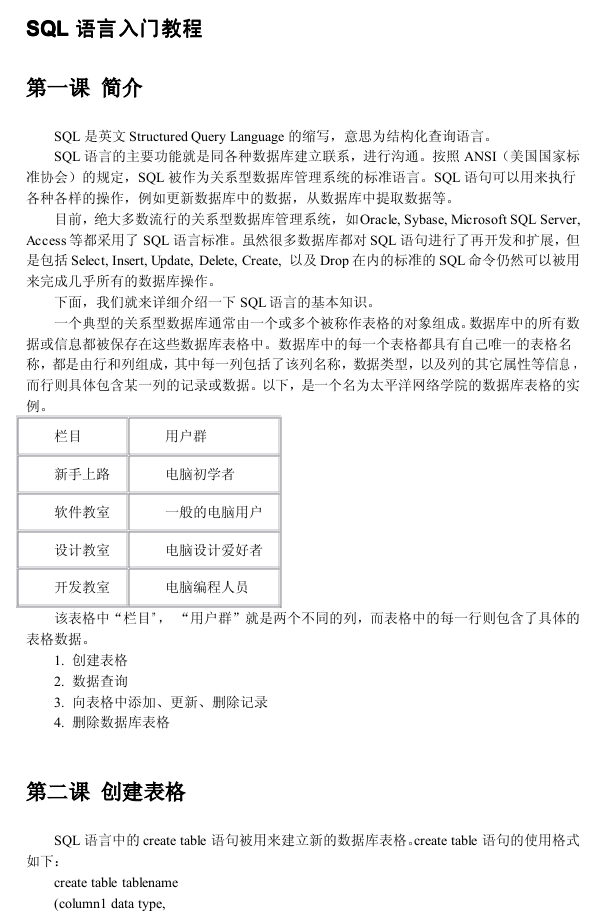 SQL 语言入门教程
第一课 简介
SQL 是英文 Structured Query Language 的缩写，意思为结构化查询语言。
SQL 语言的主要功能就是同各种数据库建立联系，进行沟通。按照 ANSI（美国国家标
准协会）的规定，SQL 被作为关系型数据库管理系统的标准语言。SQL 语句可以用来执行
各种各样的操作，例如更新数据库中的数据，从数据库中提取数据等。
目前，绝大多数流行的关系型数据库管理系统，如Oracle, Sybase, Microsoft SQL Server,
Access 等都采用了 SQL 语言标准。虽然很多数据库都对 SQL 语句进行了再开发和扩展，但
是包括 Select, Insert, Update, Delete, Create, 以及 Drop 在内的标准的 SQL 命令仍然可以被用
来完成几乎所有的数据库操作。
下面，我们就来详细介绍一下 SQL 语言的基本知识。
一个典型的关系型数据库通常由一个或多个被称作表格的对象组成。数据库中的所有数
据或信息都被保存在这些数据库表格中。数据库中的每一个表格都具有自己唯一的表格名
称，都是由行和列组成，其中每一列包括了该列名称，数据类型，以及列的其它属性等信息，
而行则具体包含某一列的记录或数据。以下，是一个名为太平洋网络学院的数据库表格的实
例。
栏目 用户群
新手上路 电脑初学者
软件教室 一般的电脑用户
设计教室 电脑设计爱好者
开发教室 电脑编程人员
该表格中“栏目”， “用户群”就是两个不同的列，而表格中的每一行则包含了具体的
表格数据。
1. 创建表格
2. 数据查询
3. 向表格中添加、更新、删除记录
4. 删除数据库表格
第二课 创建表格
SQL 语言中的 create table 语句被用来建立新的数据库表格。create table 语句的使用格式
如下：
create table tablename
(column1 data type,